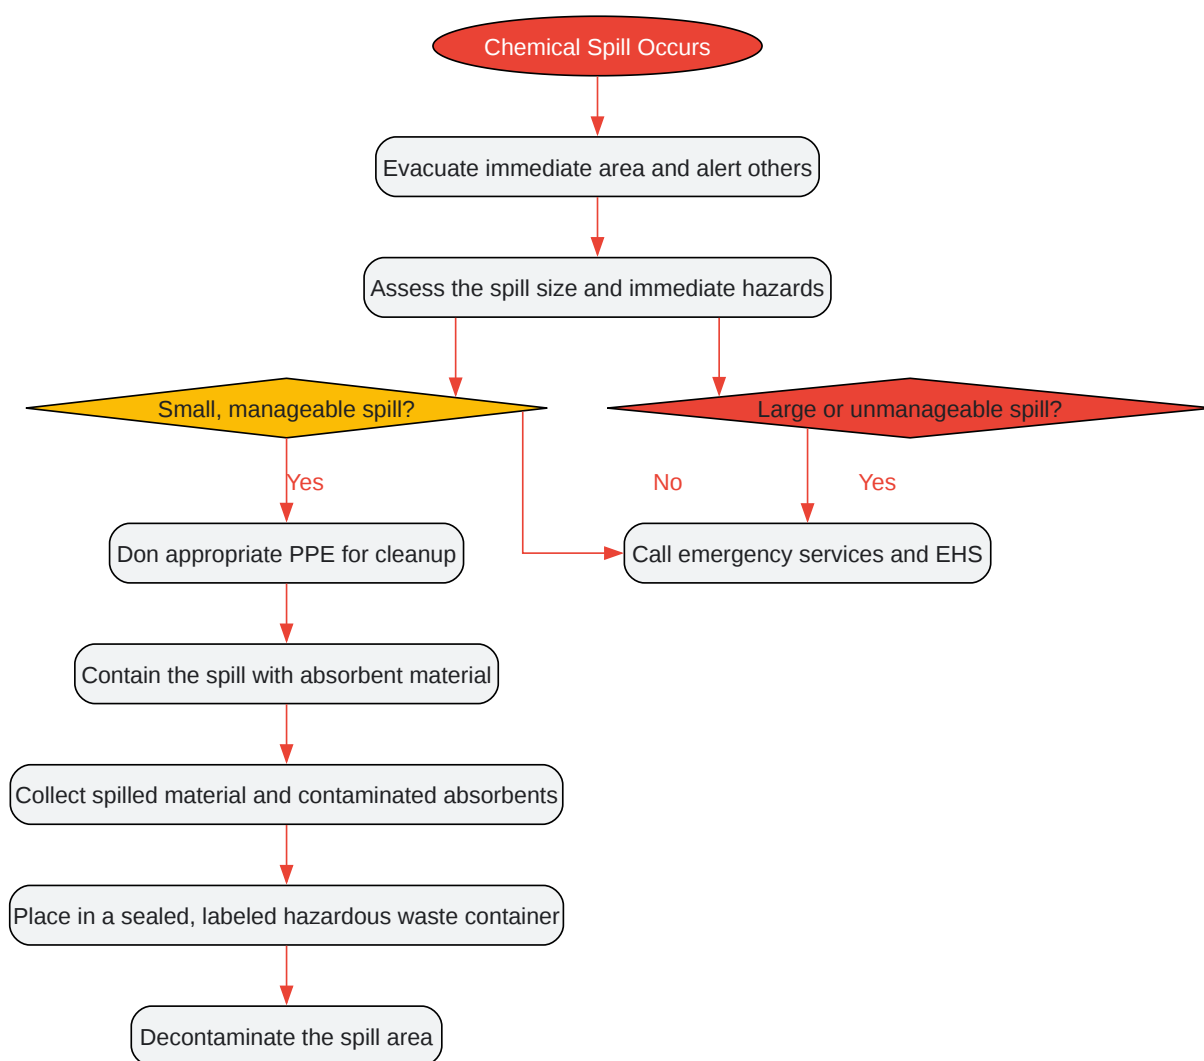 Chemical Spill Occurs
Evacuate immediate area and alert others
Assess the spill size and immediate hazards
Small, manageable spill?
Large or unmanageable spill?
Yes
No
Yes
Don appropriate PPE for cleanup
Call emergency services and EHS
Contain the spill with absorbent material
Collect spilled material and contaminated absorbents
Place in a sealed, labeled hazardous waste container
Decontaminate the spill area